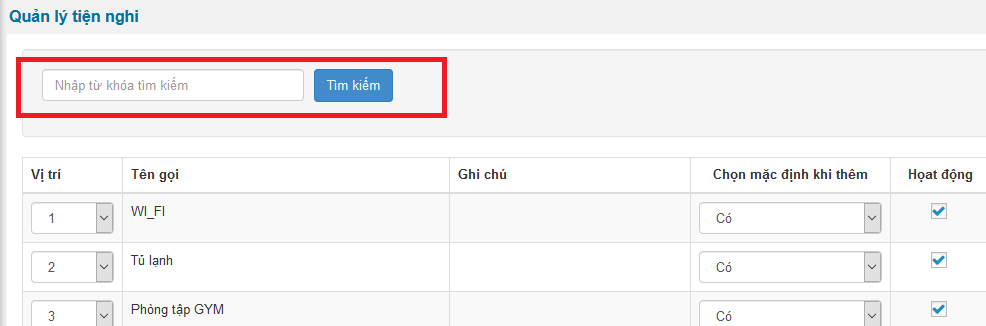 Quản lý tiện nghi
Nhập từ khóa tìm kiếm Tìm kiếm
Vị trí Tên gọi Ghi chú Chọn mặc định khi thêm Họat động
1 WI_FI Có
2 Tủ lạnh Có
3 Phòng tập GYM Có